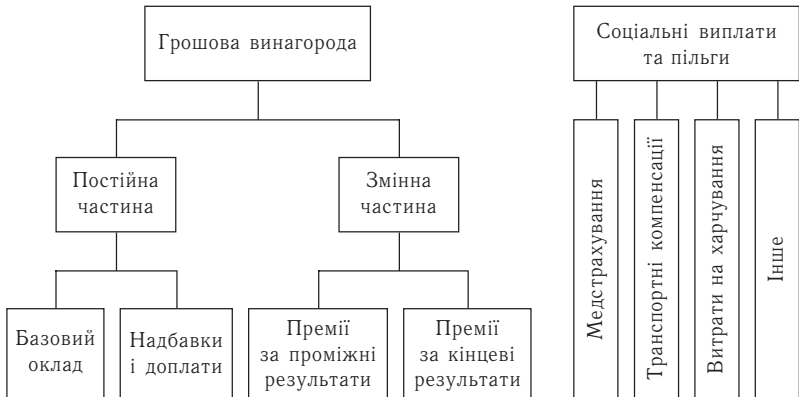 Грошова винагорода
Соціальні виплати
та пільги
Постійна
частина
Змінна
частина
Базовий
оклад
Надбавки
і доплати
Премії
за проміжні
результати
Премії
за кінцеві
результати
Медстрахування
Транспортні компенсації
Витрати на харчування
Інше